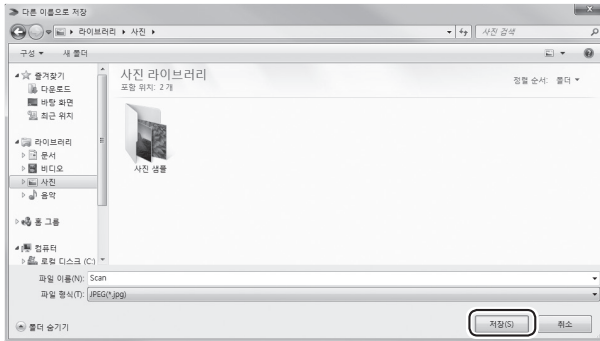 다른 이름으로 저장
라이브러리 ▸ 사진 ▸
사진 검색
구성 ▾ 새 폴더
즐겨찾기
다운로드
바탕 화면
최근 위치
라이브러리
문서
비디오
사진
음악
홈 그룹
컴퓨터
로컬 디스크 (C:)
사진 라이브러리
포함 위치: 2 개
정렬 순서: 폴더 ▾
사진 샘플
파일 이름(N): Scan
파일 형식(T): JPEG(*.jpg)
폴더 숨기기
저장(S)
취소